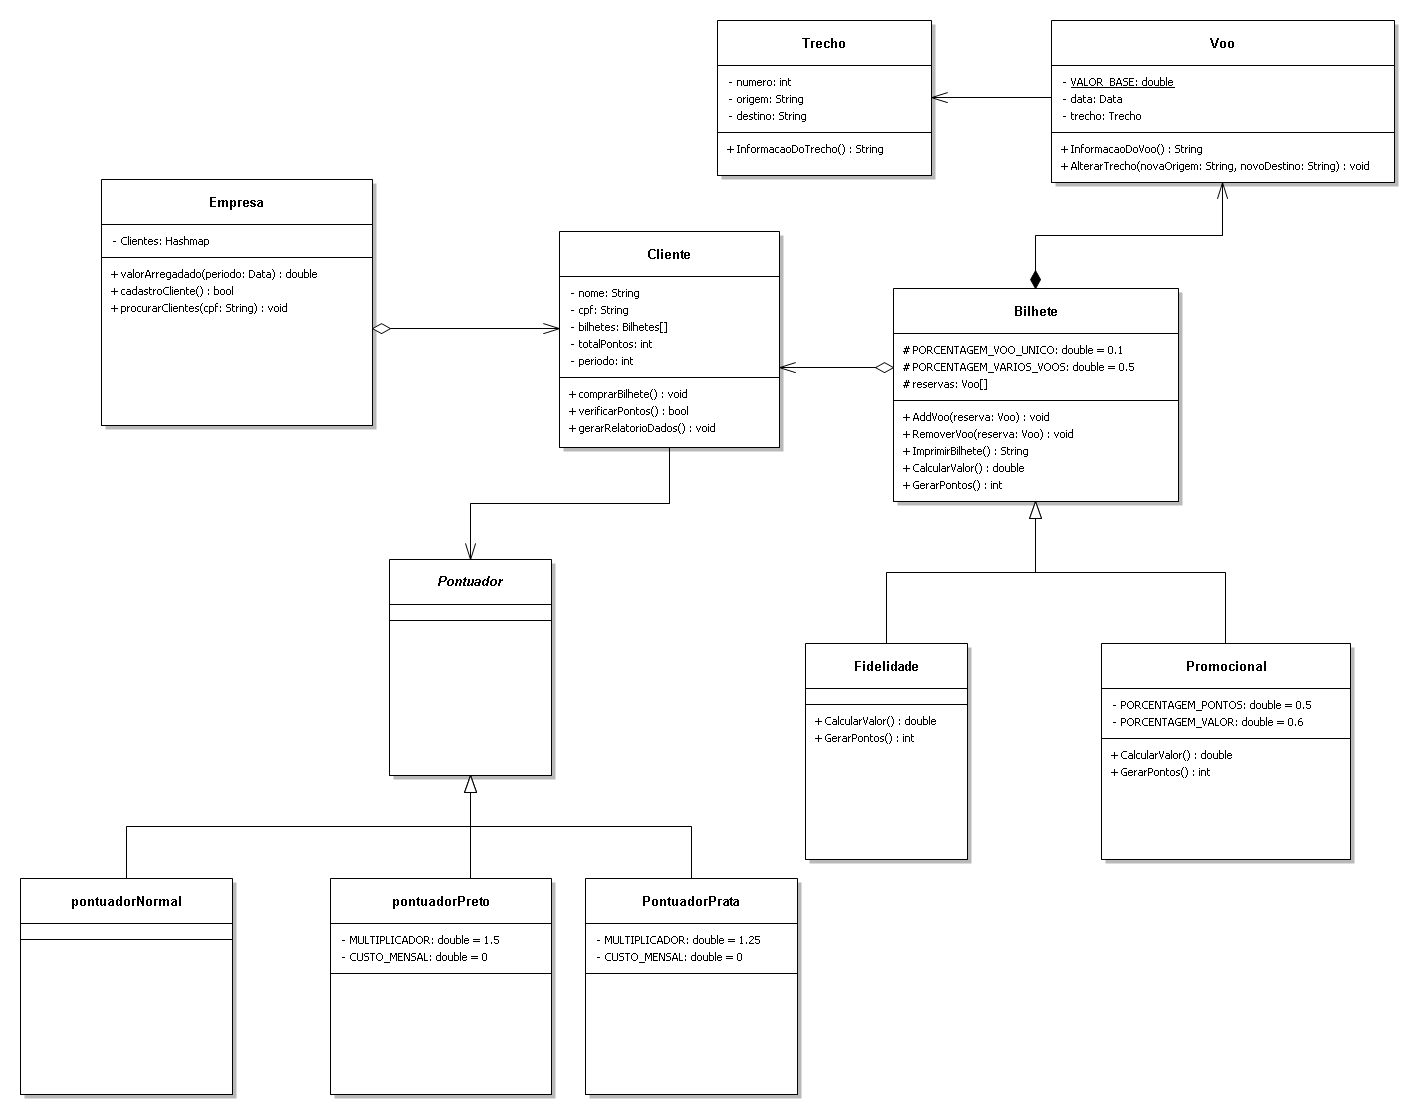 Trecho
- numero: int
- origem: String
- destino: String
+ InformacaoDoTrecho() : String
Voo
- VALOR_BASE: double
- data: Data
- trecho: Trecho
+ InformacaoDoVoo() : String
+ AlterarTrecho(novaOrigem: String, novoDestino: String) : void
Empresa
- Clientes: Hashmap
+ valorArregadado(periodo: Data) : double
+ cadastroCliente() : bool
+ procurarClientes(cpf: String) : void
Cliente
- nome: String
- cpf: String
- bilhetes: Bilhetes[]
- totalPontos: int
- periodo: int
+ comprarBilhete() : void
+ verificarPontos() : bool
+ gerarRelatorioDados() : void
Bilhete
# PORCENTAGEM_VOO_UNICO: double = 0.1
# PORCENTAGEM_VARIOS_VOOS: double = 0.5
# reservas: Voo[]
+ AddVoo(reserva: Voo) : void
+ RemoverVoo(reserva: Voo) : void
+ ImprimirBilhete() : String
+ CalcularValor() : double
+ GerarPontos() : int
Pontuador
Fidelidade
+ CalcularValor() : double
+ GerarPontos() : int
Promocional
- PORCENTAGEM_PONTOS: double = 0.5
- PORCENTAGEM_VALOR: double = 0.6
+ CalcularValor() : double
+ GerarPontos() : int
pontuadorNormal
pontuadorPreto
- MULTIPLICADOR: double = 1.5
- CUSTO_MENSAL: double = 0
PontuadorPrata
- MULTIPLICADOR: double = 1.25
- CUSTO_MENSAL: double = 0